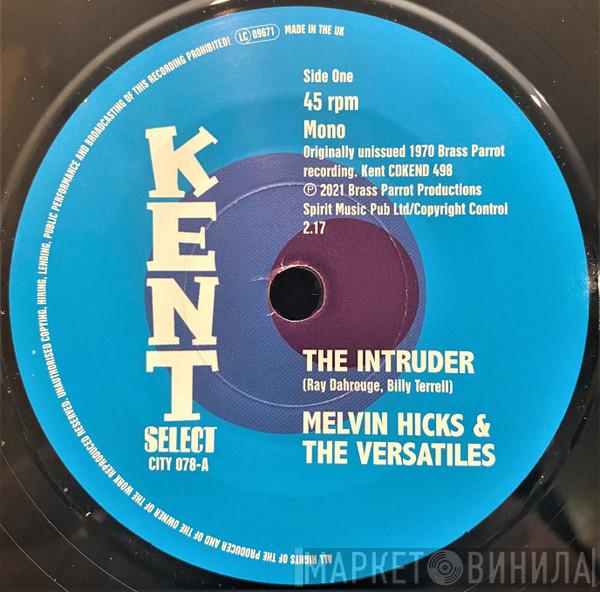 ALL RIGHTS OF THE PRODUCER AND OF THE OWNER OF THE WORK REPRODUCED RESERVED. UNAUTHORISED COPYING, HIRING, LENDING, PUBLIC PERFORMANCE AND BROADCASTING OF THIS RECORDING PROHIBITED! LC 09671 MADE IN THE UK
Side One
45 rpm
Mono
Originally unissued 1970 Brass Parrot
recording. Kent CDKEND 498
℗ 2021 Brass Parrot Productions
Spirit Music Pub Ltd/Copyright Control
2.17
KENT
SELECT
CITY 078-A
THE INTRUDER
(Ray Dahrouge, Billy Terrell)
MELVIN HICKS &
THE VERSATILES
МАРКЕТ ВИНИЛА